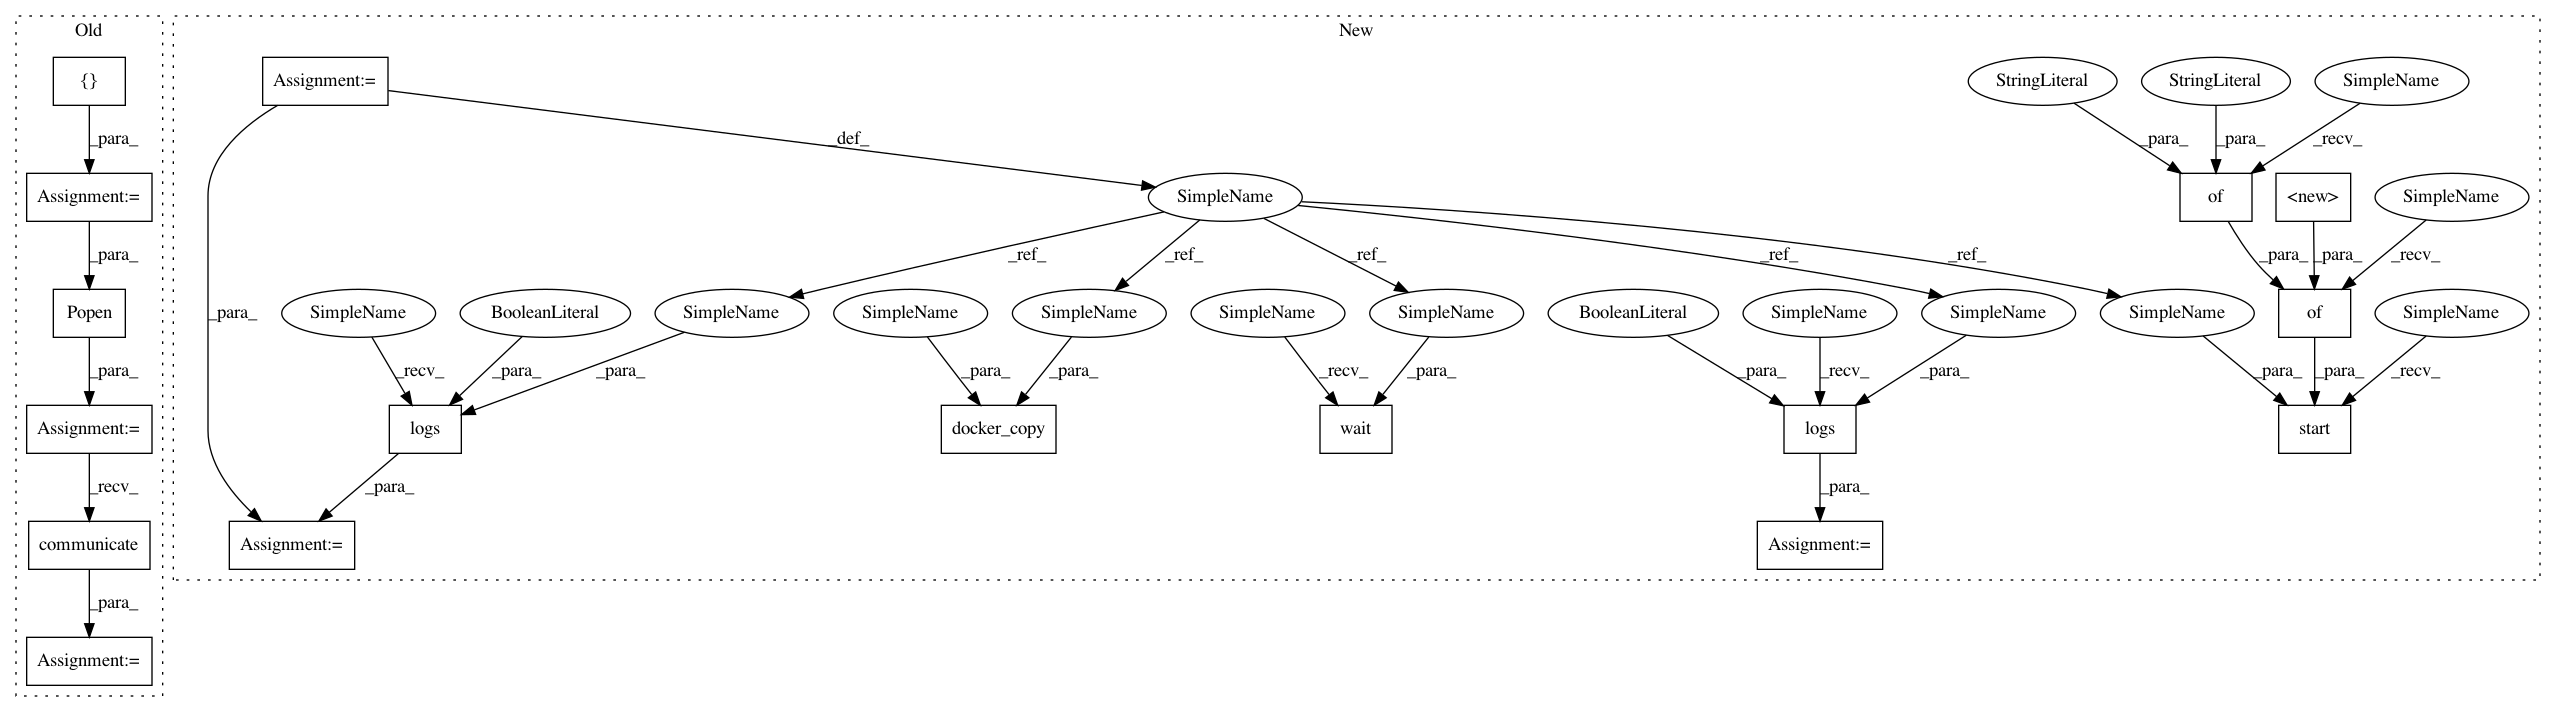 Old
New
{}
Assignment:=
StringLiteral
StringLiteral
SimpleName
_para_
_def_
_para_
_para_
_recv_
Assignment:=
SimpleName
of
<new>
SimpleName
_para_
_ref_
_ref_
_ref_
_ref_
_ref_
_para_
_para_
_recv_
Popen
_para_
SimpleName
BooleanLiteral
SimpleName
SimpleName
SimpleName
SimpleName
SimpleName
BooleanLiteral
SimpleName
SimpleName
SimpleName
of
SimpleName
_para_
_recv_
_para_
_para_
_para_
_para_
_recv_
_para_
_para_
_recv_
_para_
_para_
_para_
_recv_
Assignment:=
logs
docker_copy
wait
logs
start
_recv_
_para_
_para_
communicate
Assignment:=
Assignment:=
_para_
Assignment:=